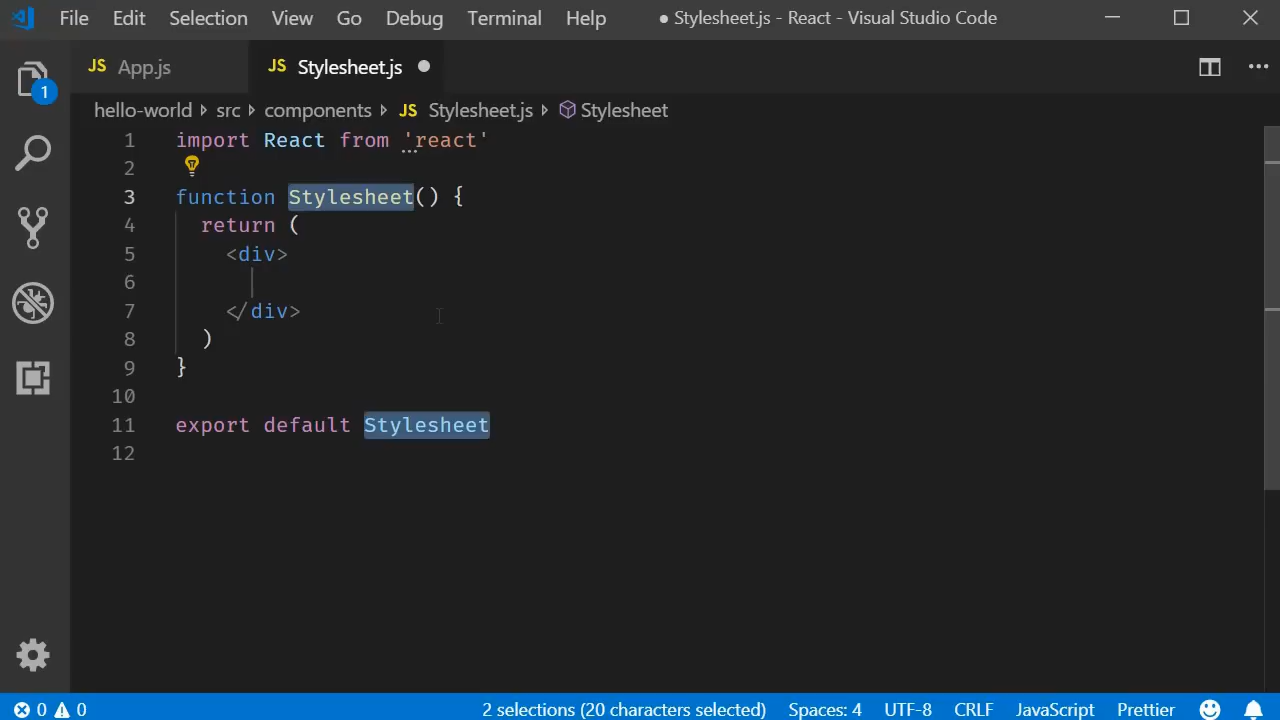 File Edit Selection View Go Debug Terminal Help ● Stylesheet.js - React - Visual Studio Code
JS App.js JS Stylesheet.js ●
1
hello-world › src › components › JS Stylesheet.js › Stylesheet
1 import React from 'react'
2
3 function Stylesheet() {
4 return (
5 <div>
6
7 </div>
8 )
9 }
10
11 export default Stylesheet
12
0 0 2 selections (20 characters selected) Spaces: 4 UTF-8 CRLF JavaScript Prettier